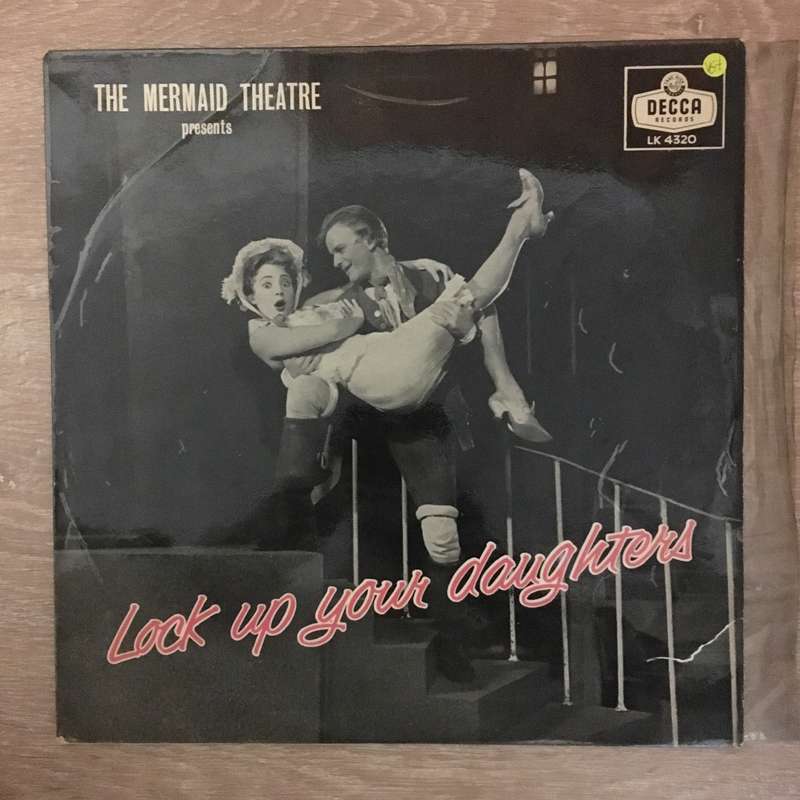 THE MERMAID THEATRE
presents
DECCA
RECORDS
LK 4320
Lock up your daughters